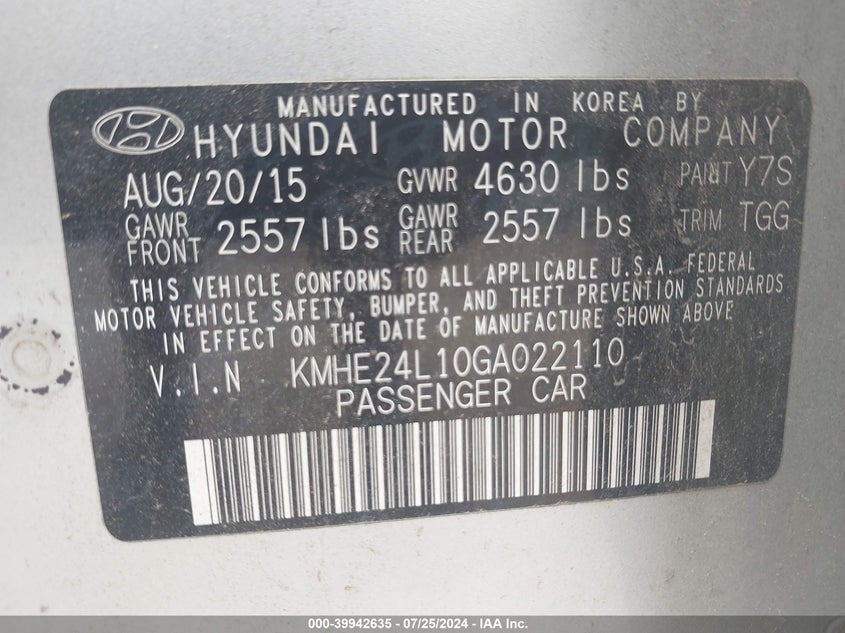 MANUFACTURED IN KOREA BY
HYUNDAI MOTOR COMPANY
AUG/20/15 GVWR 4630 lbs PAINT Y7S
GAWR FRONT 2557 lbs GAWR REAR 2557 lbs TRIM TGG
THIS VEHICLE CONFORMS TO ALL APPLICABLE U.S.A. FEDERAL
MOTOR VEHICLE SAFETY, BUMPER, AND THEFT PREVENTION STANDARDS
IN EFFECT ON THE DATE OF MANUFACTURE SHOWN ABOVE
V.I.N KMHE24L10GA022110
PASSENGER CAR
000-39942635 - 07/25/2024 - IAA Inc.